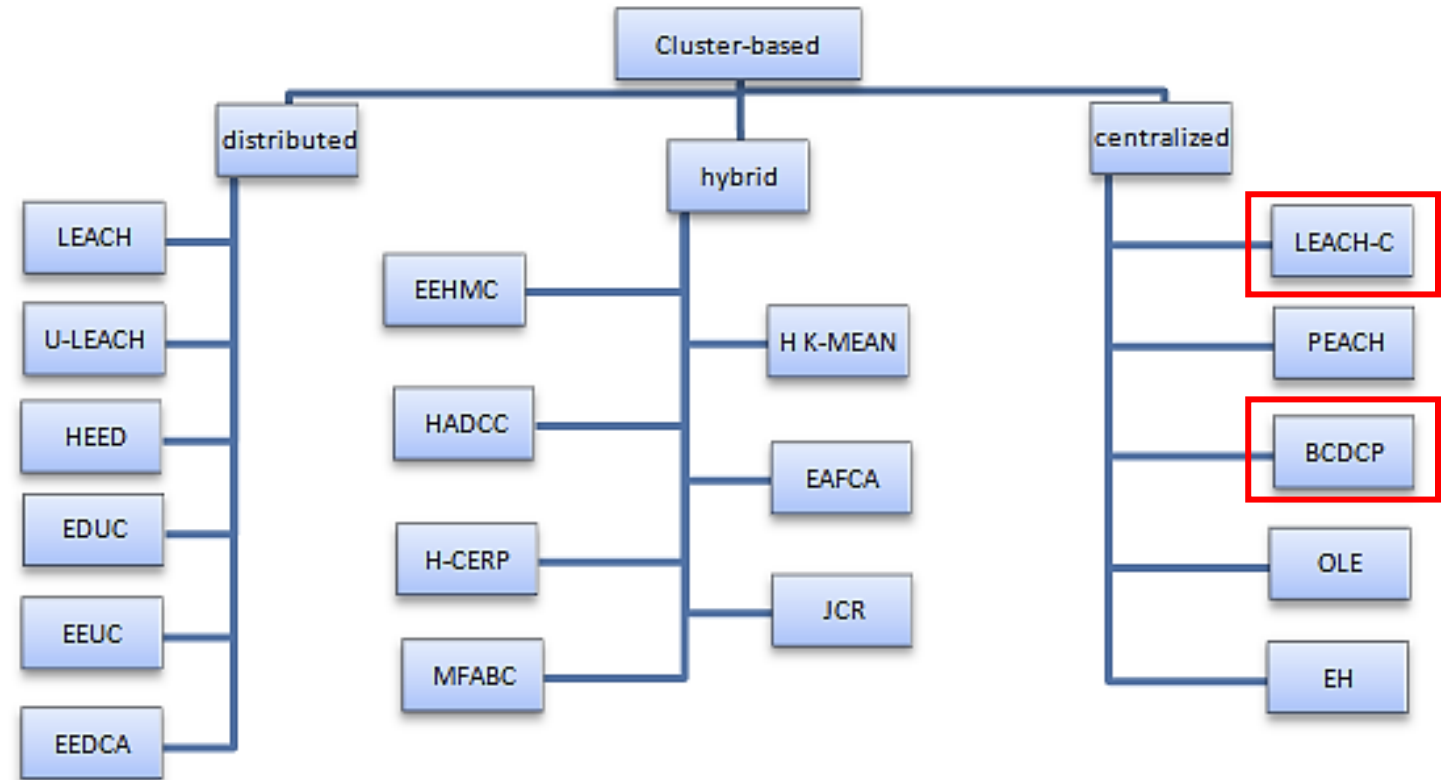 Cluster-based
distributed
hybrid
centralized
LEACH
U-LEACH
HEED
EDUC
EEUC
EEDCA
EEHMC
HADCC
H-CERP
MFABC
H K-MEAN
EAFCA
JCR
LEACH-C
PEACH
BCDCP
OLE
EH